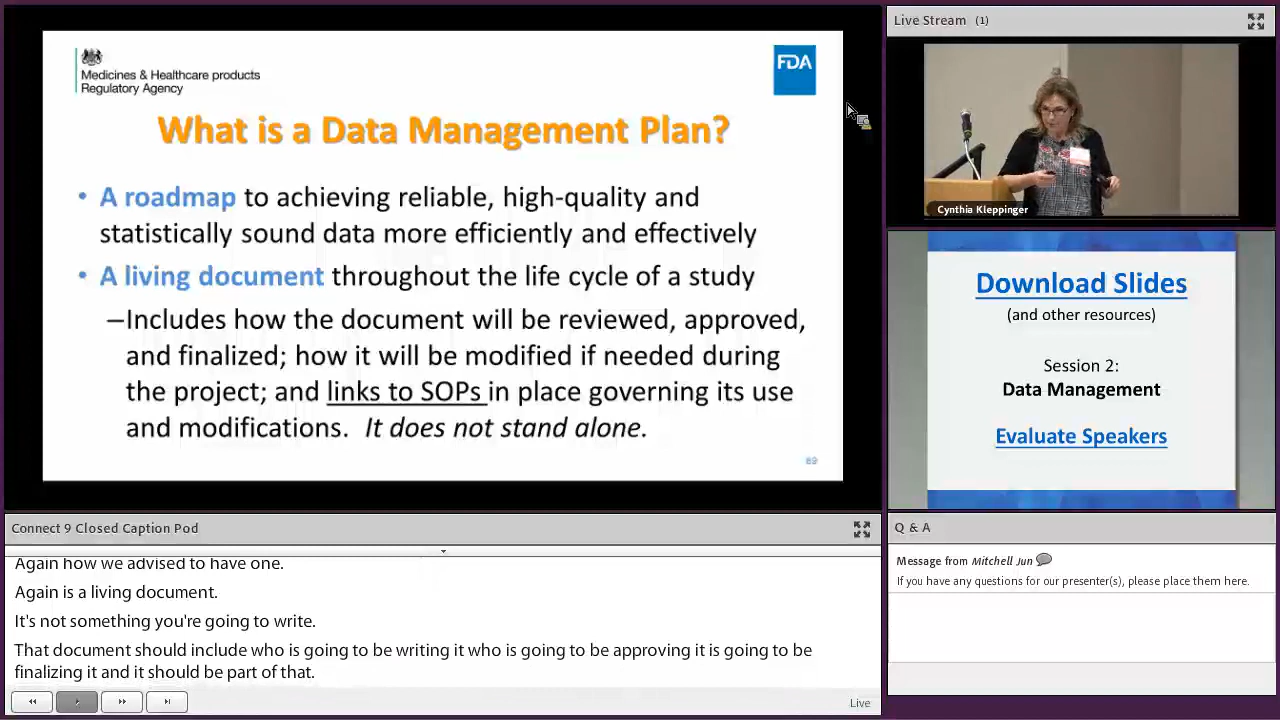 Medicines & Healthcare products
Regulatory Agency
FDA
What is a Data Management Plan?
• A roadmap to achieving reliable, high-quality and
statistically sound data more efficiently and effectively
• A living document throughout the life cycle of a study
–Includes how the document will be reviewed, approved,
and finalized; how it will be modified if needed during
the project; and links to SOPs in place governing its use
and modifications. It does not stand alone.
69
Live Stream (1)
Cynthia Kleppinger
Download Slides
(and other resources)
Session 2:
Data Management
Evaluate Speakers
Connect 9 Closed Caption Pod
Again how we advised to have one.
Again is a living document.
It's not something you're going to write.
That document should include who is going to be writing it who is going to be approving it is going to be
finalizing it and it should be part of that.
Live
Q & A
Message from Mitchell Jun
If you have any questions for our presenter(s), please place them here.